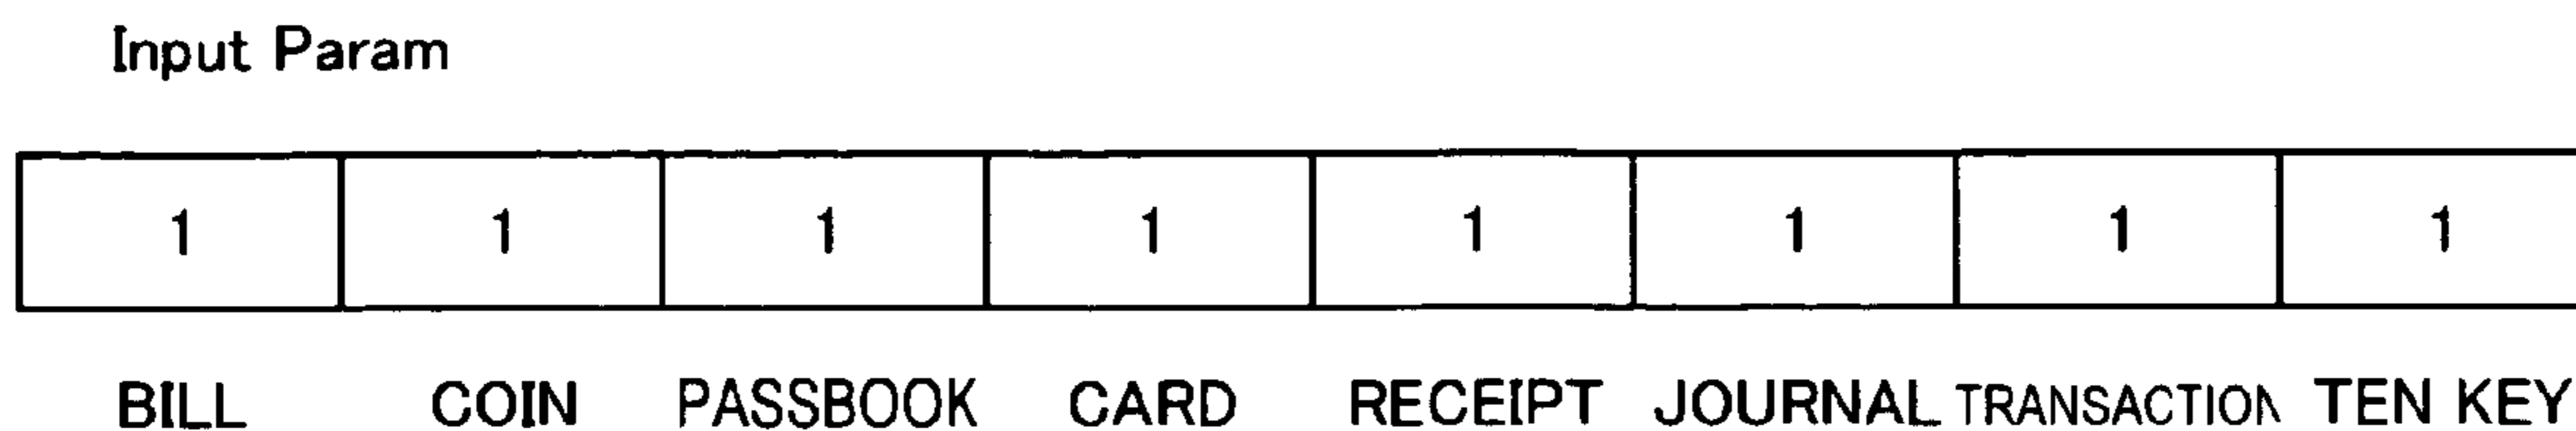 Input Param
1 1 1 1 1 1 1 1
BILL COIN PASSBOOK CARD RECEIPT JOURNAL TRANSACTION TEN KEY